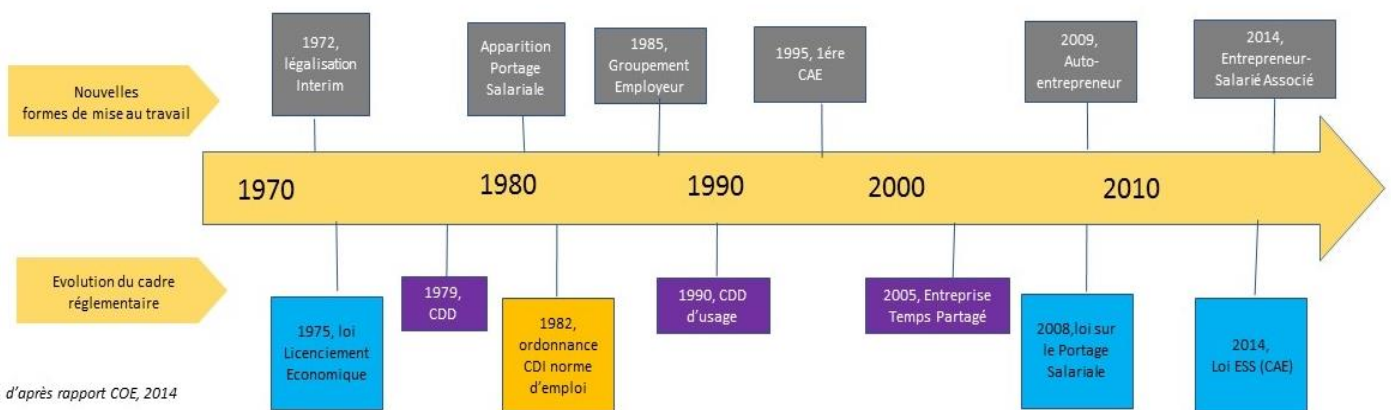 Nouvelles
formes de mise au travail
1972,
légalisation
Interim
Apparition
Portage
Salariale
1985,
Groupement
Employeur
1995, 1ére
CAE
2009,
Auto-
entrepreneur
2014,
Entrepreneur-
Salarié Associé
1970
1980
1990
2000
2010
Evolution du cadre
réglementaire
1975, loi
Licenciement
Economique
1979,
CDD
1982,
ordonnance
CDI norme
d'emploi
1990, CDD
d'usage
2005, Entreprise
Temps Partagé
2008,loi sur
le Portage
Salariale
2014,
Loi ESS (CAE)
d'après rapport COE, 2014